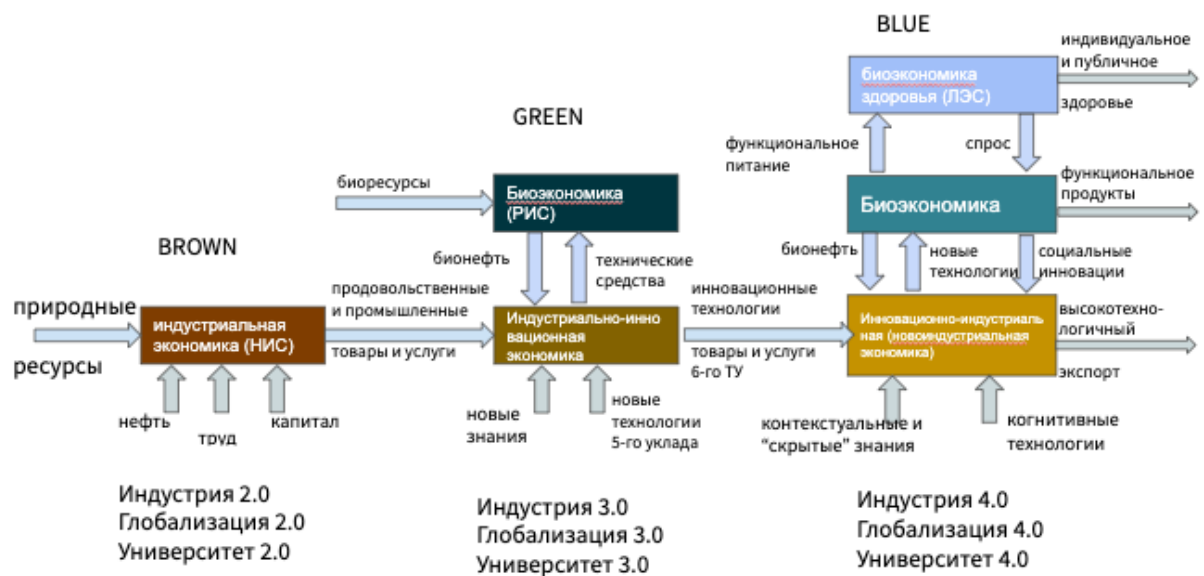 BLUE
биоэкономика
здоровья (ЛЭС)
индивидуальное
и публичное
здоровье
GREEN
функциональное
питание
спрос
биоресурсы
Биоэкономика
(РИС)
Биоэкономика
функциональное
продукты
BROWN
бионефть
технические
средства
бионефть
новые
технологии
социальные
инновации
природные
ресурсы
индустриальная
экономика (НИС)
продовольственные
и промышленные
товары и услуги
Индустриально-инно
вационная
экономика
инновационные
технологии
товары и услуги
6-го ТУ
Инновационно-индустриаль
ная (новоиндустриальная
экономика)
высокотехно-
логичный
экспорт
нефть
труд
капитал
новые
знания
новые
технологии
5-го уклада
контекстуальные и
“скрытые” знания
когнитивные
технологии
Индустрия 2.0
Глобализация 2.0
Университет 2.0
Индустрия 3.0
Глобализация 3.0
Университет 3.0
Индустрия 4.0
Глобализация 4.0
Университет 4.0